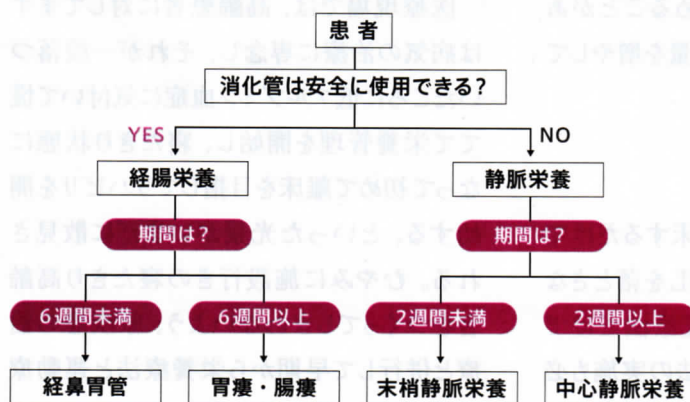 患者
消化管は安全に使用できる？
YES
NO
経腸栄養
静脈栄養
期間は？
期間は？
6週間未満
6週間以上
2週間未満
2週間以上
経鼻胃管
胃瘻・腸瘻
末梢静脈栄養
中心静脈栄養